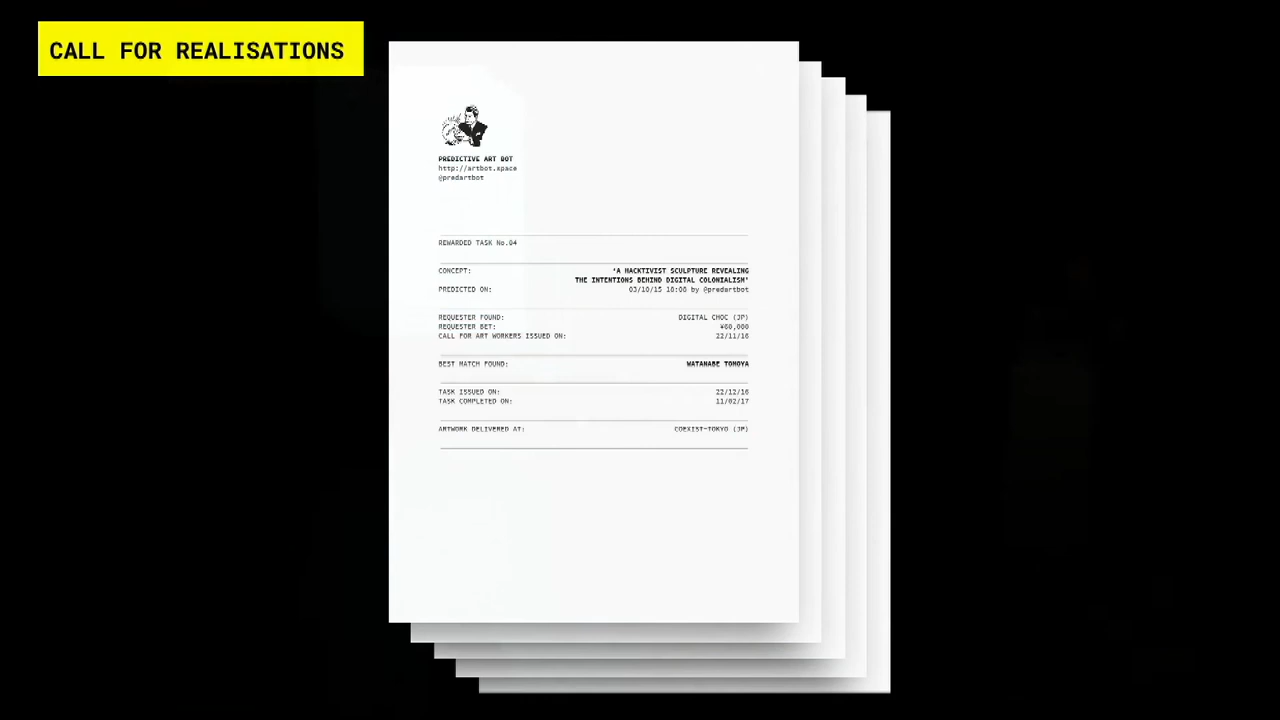 CALL FOR REALISATIONS
PREDICTIVE ART BOT
http://artbot.space
@predartbot
REWARDED TASK No.04
CONCEPT: 'A HACKTIVIST SCULPTURE REVEALING
THE INTENTIONS BEHIND DIGITAL COLONIALISM'
PREDICTED ON: 03/10/15 18:08 by @predartbot
REQUESTER FOUND: DIGITAL CHOC (JP)
REQUESTER BET: ¥60,000
CALL FOR ART WORKERS ISSUED ON: 22/11/16
BEST MATCH FOUND: WATANABE TOMOYA
TASK ISSUED ON: 22/12/16
TASK COMPLETED ON: 11/02/17
ARTWORK DELIVERED AT: COEXIST-TOKYO (JP)